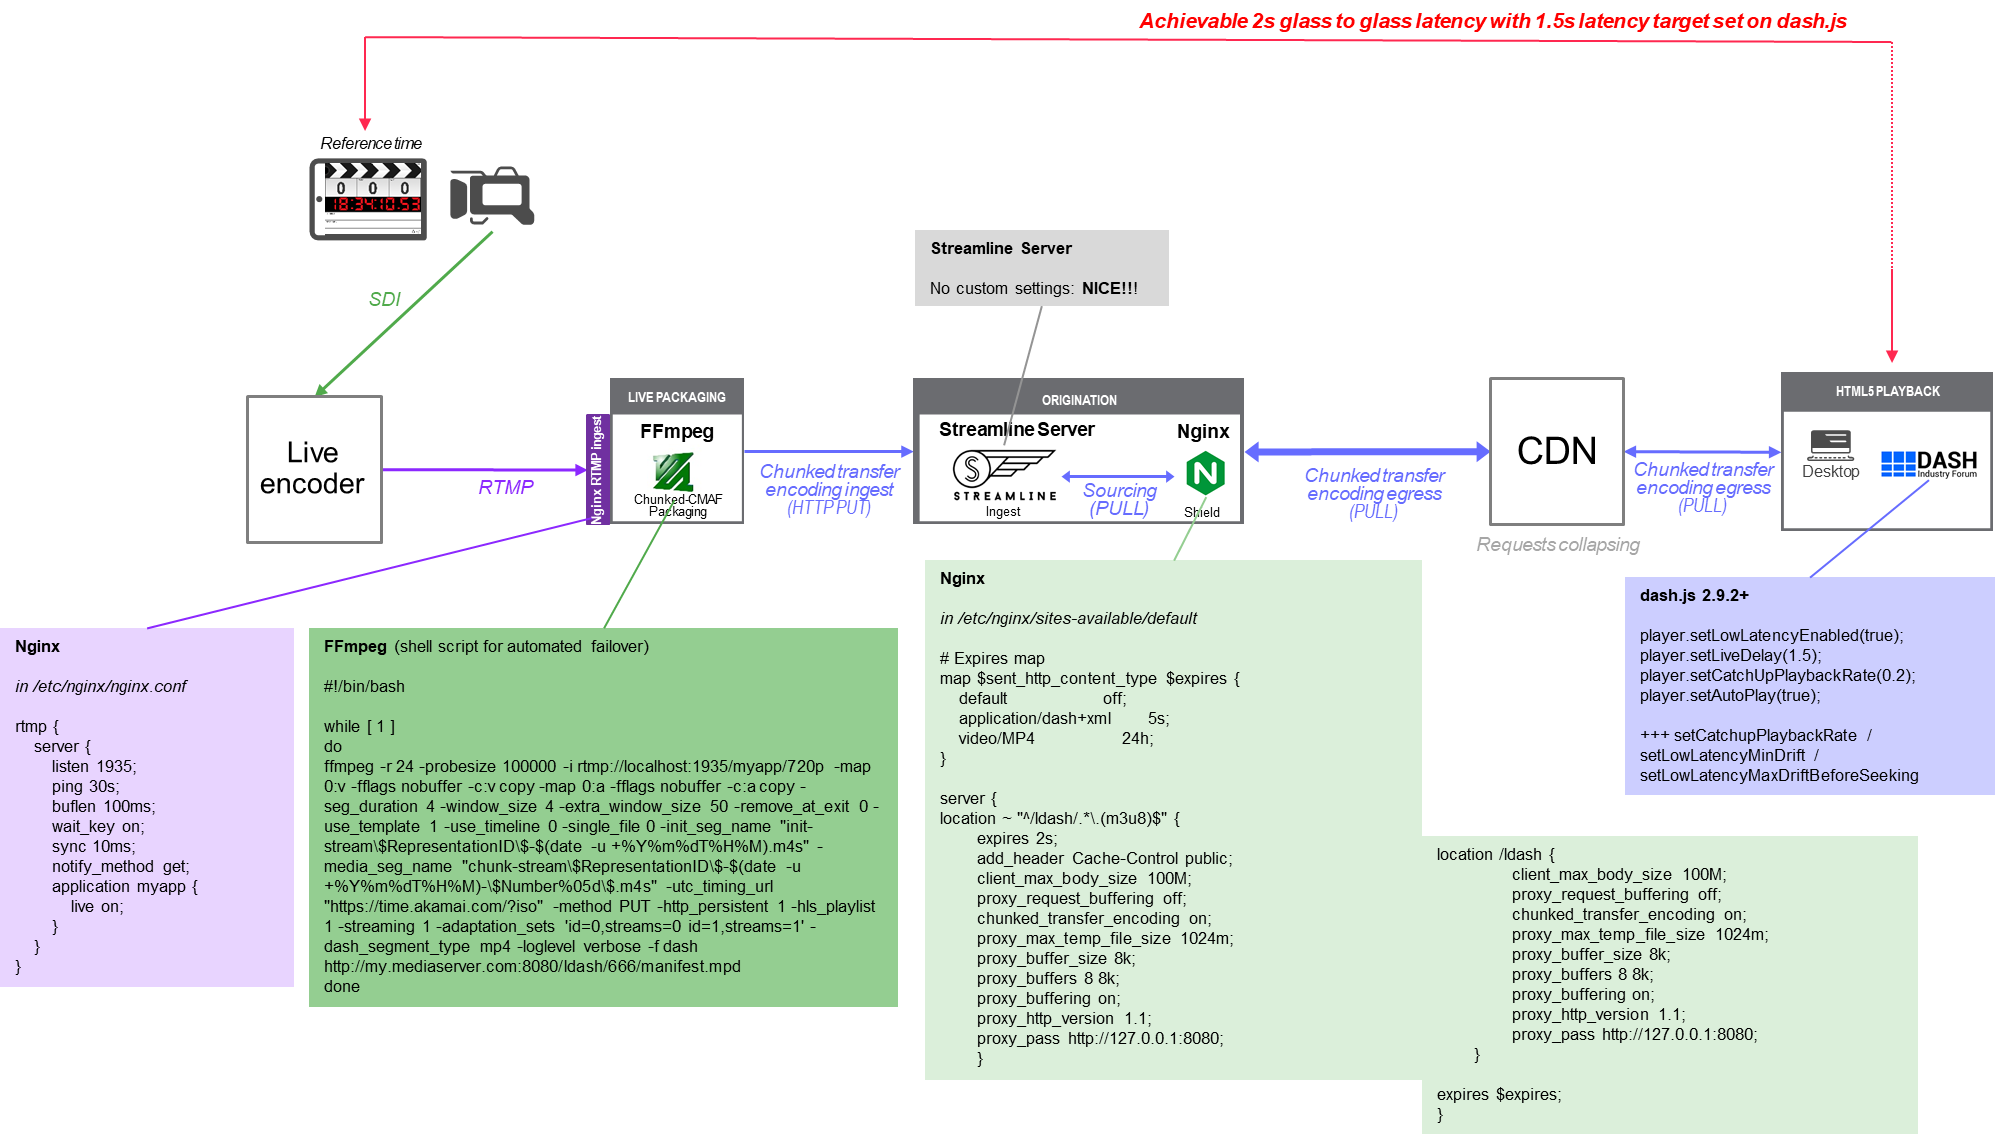 Achievable 2s glass to glass latency with 1.5s latency target set on dash.js
Reference time
0 0 0
18:34:10.53
SDI
Streamline Server
No custom settings: NICE!!!
Live
encoder
RTMP
Nginx RTMP ingest
LIVE PACKAGING
FFmpeg
Chunked-CMAF
Packaging
Chunked transfer
encoding ingest
(HTTP PUT)
ORIGINATION
Streamline Server
STREAMLINE
Ingest
Sourcing
(PULL)
Nginx
N
Shield
Chunked transfer
encoding egress
(PULL)
CDN
Requests collapsing
Chunked transfer
encoding egress
(PULL)
HTML5 PLAYBACK
Desktop
DASH
Industry Forum
Nginx
in /etc/nginx/nginx.conf
rtmp {
server {
listen 1935;
ping 30s;
buflen 100ms;
wait_key on;
sync 10ms;
notify_method get;
application myapp {
live on;
}
}
}
FFmpeg (shell script for automated failover)
#!/bin/bash
while [ 1 ]
do
ffmpeg -r 24 -probesize 100000 -i rtmp://localhost:1935/myapp/720p -map
0:v -fflags nobuffer -c:v copy -map 0:a -fflags nobuffer -c:a copy -
seg_duration 4 -window_size 4 -extra_window_size 50 -remove_at_exit 0 -
use_template 1 -use_timeline 0 -single_file 0 -init_seg_name "init-
stream\$RepresentationID\$-$(date -u +%Y%m%dT%H%M).m4s" -
media_seg_name "chunk-stream\$RepresentationID\$-$(date -u
+%Y%m%dT%H%M)-\$Number%05d\$.m4s" -utc_timing_url
"https://time.akamai.com/?iso" -method PUT -http_persistent 1 -hls_playlist
1 -streaming 1 -adaptation_sets 'id=0,streams=0 id=1,streams=1' -
dash_segment_type mp4 -loglevel verbose -f dash
http://my.mediaserver.com:8080/ldash/666/manifest.mpd
done
Nginx
in /etc/nginx/sites-available/default
# Expires map
map $sent_http_content_type $expires {
default off;
application/dash+xml 5s;
video/MP4 24h;
}
server {
location ~ "^/ldash/.*\.(m3u8)$" {
expires 2s;
add_header Cache-Control public;
client_max_body_size 100M;
proxy_request_buffering off;
chunked_transfer_encoding on;
proxy_max_temp_file_size 1024m;
proxy_buffer_size 8k;
proxy_buffers 8 8k;
proxy_buffering on;
proxy_http_version 1.1;
proxy_pass http://127.0.0.1:8080;
}
location /ldash {
client_max_body_size 100M;
proxy_request_buffering off;
chunked_transfer_encoding on;
proxy_max_temp_file_size 1024m;
proxy_buffer_size 8k;
proxy_buffers 8 8k;
proxy_buffering on;
proxy_http_version 1.1;
proxy_pass http://127.0.0.1:8080;
}
expires $expires;
}
dash.js 2.9.2+
player.setLowLatencyEnabled(true);
player.setLiveDelay(1.5);
player.setCatchUpPlaybackRate(0.2);
player.setAutoPlay(true);
+++ setCatchupPlaybackRate /
setLowLatencyMinDrift /
setLowLatencyMaxDriftBeforeSeeking